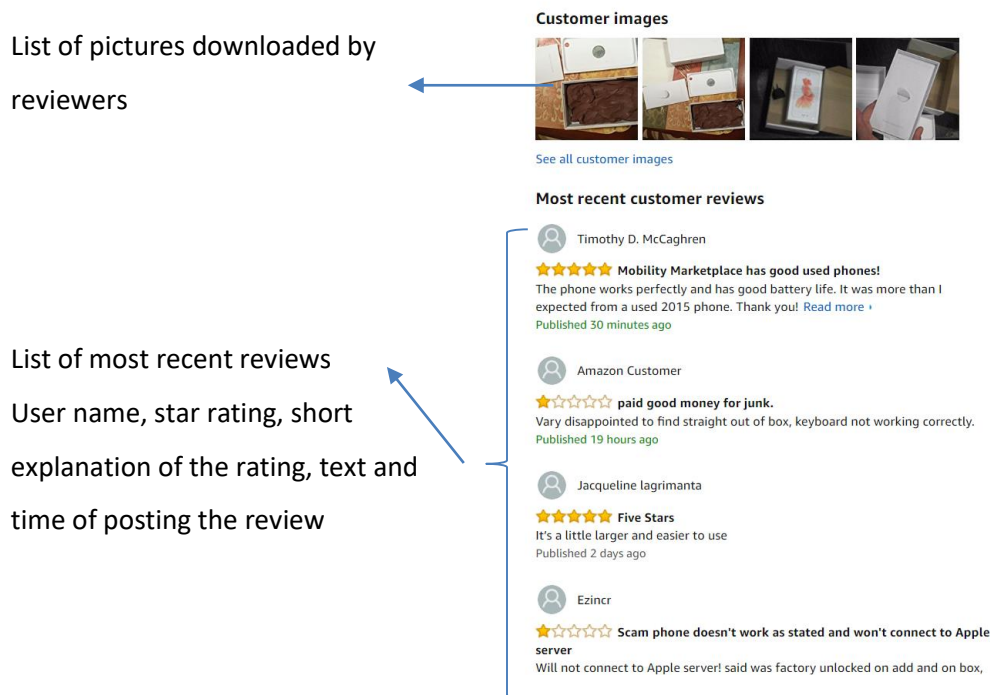 Customer images
List of pictures downloaded by
reviewers
See all customer images
Most recent customer reviews
Timothy D. McCaghren
Mobility Marketplace has good used phones!
The phone works perfectly and has good battery life. It was more than I
expected from a used 2015 phone. Thank you! Read more
Published 30 minutes ago
List of most recent reviews
User name, star rating, short
explanation of the rating, text and
time of posting the review
Amazon Customer
paid good money for junk.
Vary disappointed to find straight out of box, keyboard not working correctly.
Published 19 hours ago
Jacqueline lagrimanta
Five Stars
It's a little larger and easier to use
Published 2 days ago
Ezincr
Scam phone doesn't work as stated and won't connect to Apple
server
Will not connect to Apple server! said was factory unlocked on add and on box,